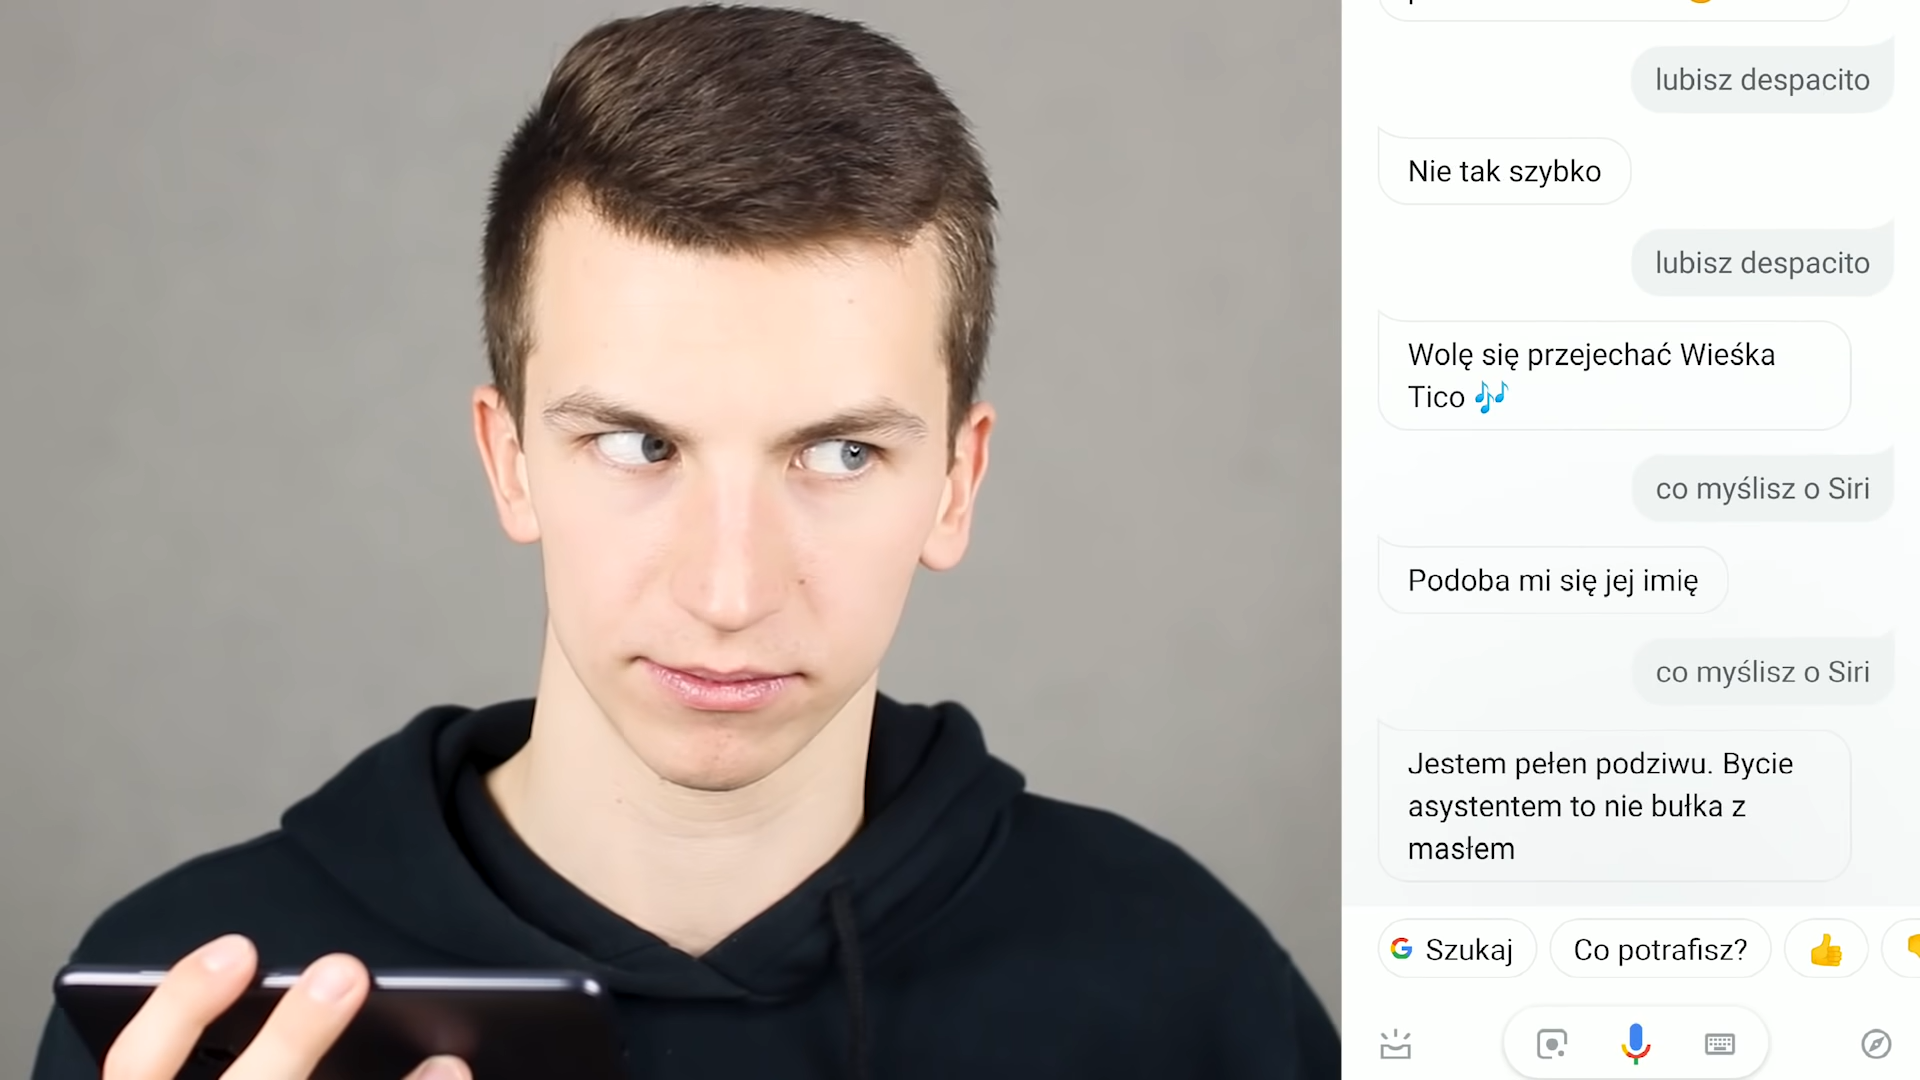 lubisz despacito
Nie tak szybko
lubisz despacito
Wolę się przejechać Wieśka
Tico 🎶
co myślisz o Siri
Podoba mi się jej imię
co myślisz o Siri
Jestem pełen podziwu. Bycie
asystentem to nie bułka z
masłem
Szukaj Co potrafisz? 👍